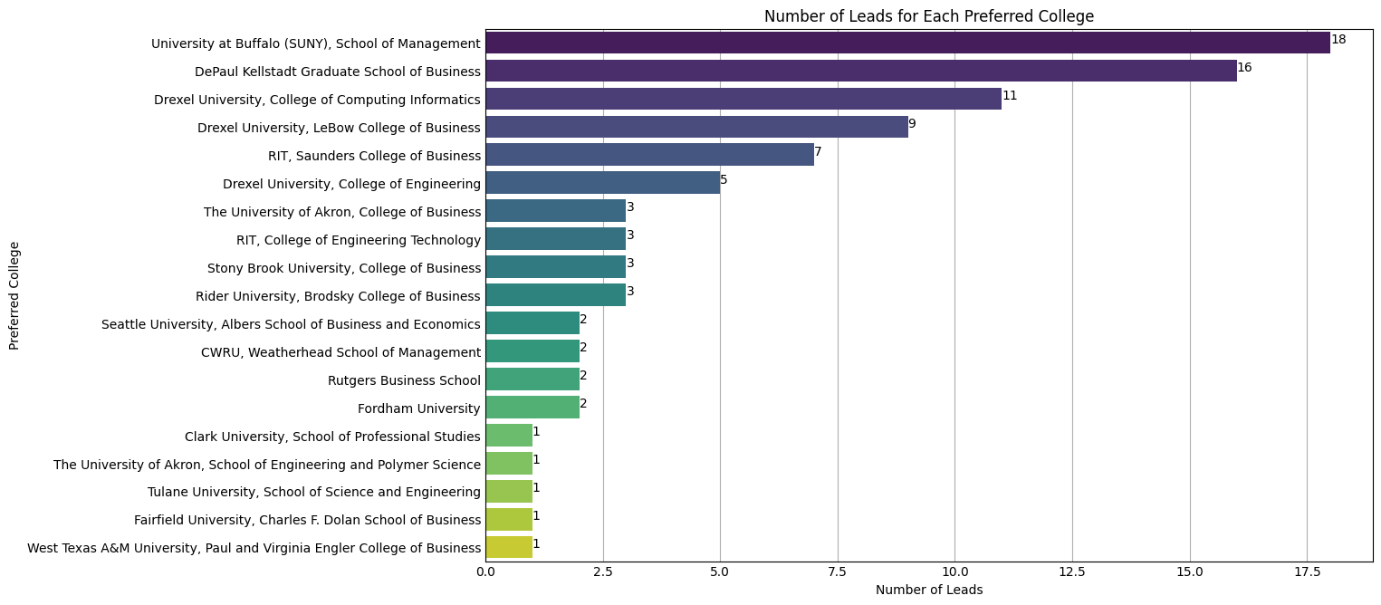 Number of Leads for Each Preferred College
University at Buffalo (SUNY), School of Management 18
DePaul Kellstadt Graduate School of Business 16
Drexel University, College of Computing Informatics 11
Drexel University, LeBow College of Business 9
RIT, Saunders College of Business 7
Drexel University, College of Engineering 5
The University of Akron, College of Business 3
RIT, College of Engineering Technology 3
Stony Brook University, College of Business 3
Rider University, Brodsky College of Business 3
Seattle University, Albers School of Business and Economics 2
CWRU, Weatherhead School of Management 2
Rutgers Business School 2
Fordham University 2
Clark University, School of Professional Studies 1
The University of Akron, School of Engineering and Polymer Science 1
Tulane University, School of Science and Engineering 1
Fairfield University, Charles F. Dolan School of Business 1
West Texas A&M University, Paul and Virginia Engler College of Business 1
Preferred College
0.0 2.5 5.0 7.5 10.0 12.5 15.0 17.5
Number of Leads